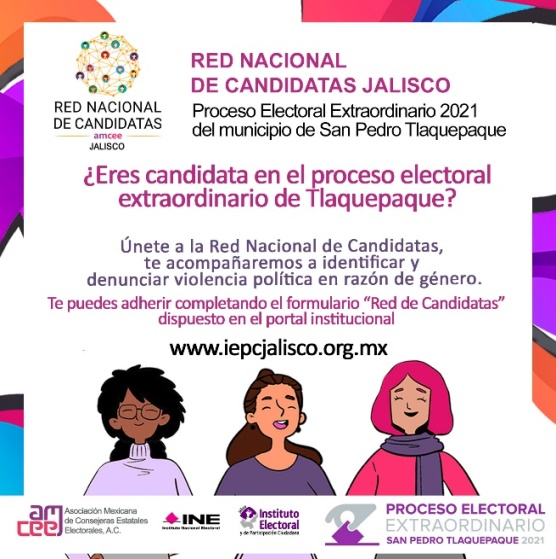 RED NACIONAL
DE CANDIDATAS
amcee
JALISCO
RED NACIONAL
DE CANDIDATAS JALISCO
Proceso Electoral Extraordinario 2021
del municipio de San Pedro Tlaquepaque
¿Eres candidata en el proceso electoral
extraordinario de Tlaquepaque?
Únete a la Red Nacional de Candidatas,
te acompañaremos a identificar y
denunciar violencia política en razón de género.
Te puedes adherir completando el formulario “Red de Candidatas”
dispuesto en el portal institucional
www.iepcjalisco.org.mx
am
cee
Asociación Mexicana
de Consejeras Estatales
Electorales, A.C.
INE
Instituto Nacional Electoral
Instituto
Electoral
y de Participación Ciudadana
PROCESO ELECTORAL
EXTRAORDINARIO
SAN PEDRO TLAQUEPAQUE 2021